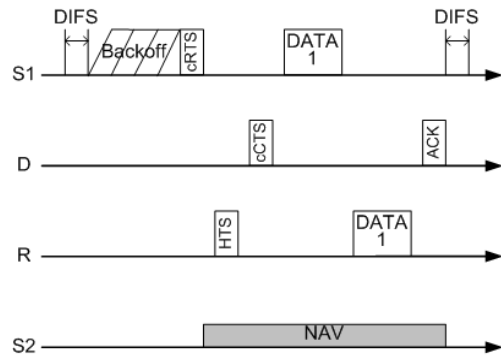 DIFS
DIFS
Backoff
cRTS
DATA
1
S1
cCTS
ACK
D
HTS
DATA
1
R
NAV
S2